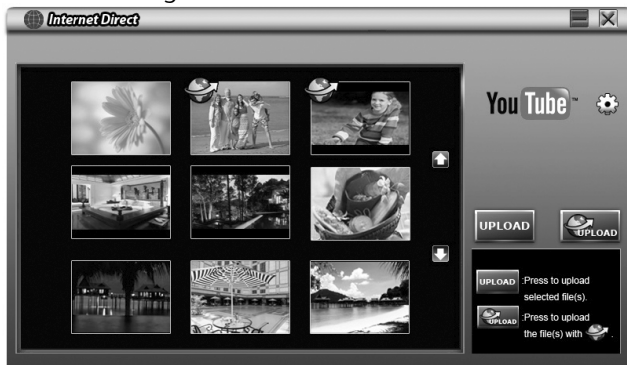 Internet Direct
You Tube ™
UPLOAD
UPLOAD
UPLOAD :Press to upload
selected file(s).
UPLOAD :Press to upload
the file(s) with .